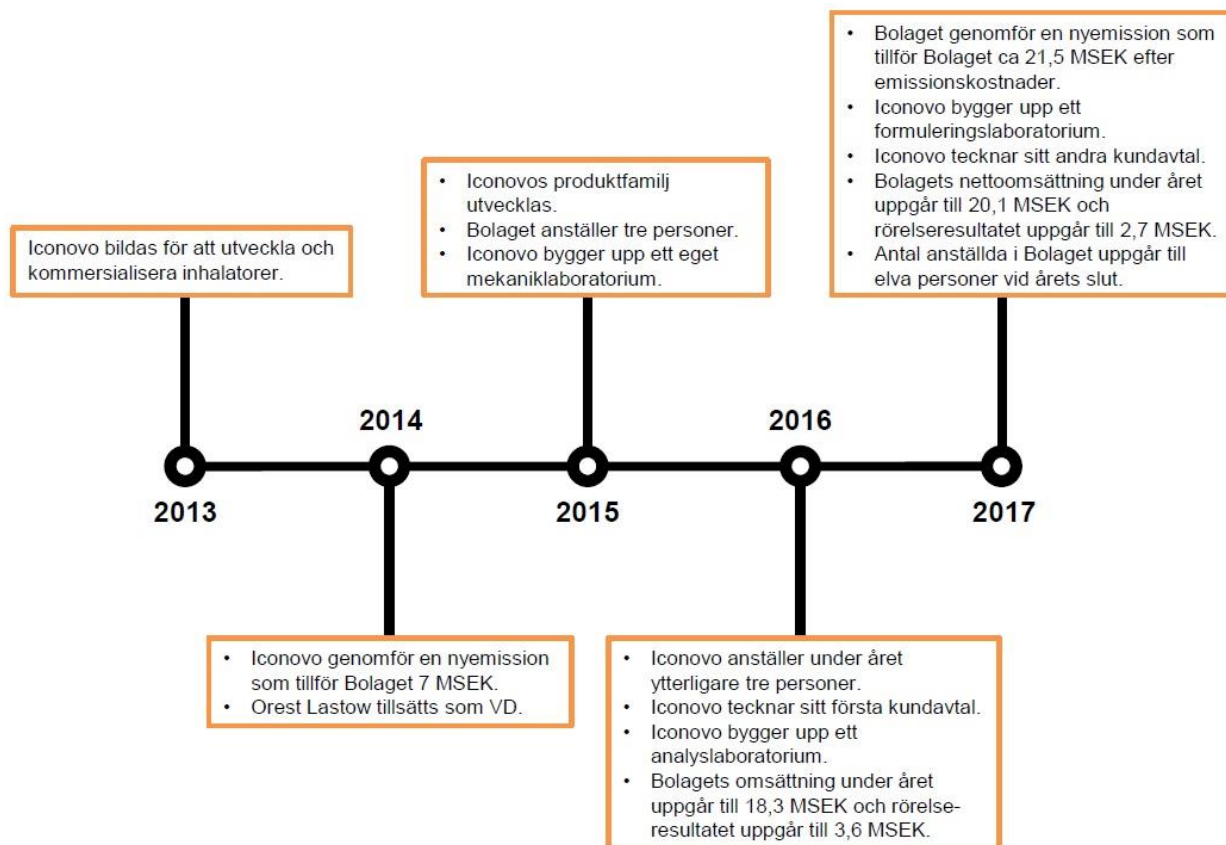 Iconovo bildas för att utveckla och
kommersialisera inhalatorer.
2013
2014
• Iconovo genomför en nyemission
som tillför Bolaget 7 MSEK.
• Orest Lastow tillsätts som VD.
• Iconovos produktfamilj
utvecklas.
• Bolaget anställer tre personer.
• Iconovo bygger upp ett eget
mekaniklaboratorium.
2015
2016
• Iconovo anställer under året
ytterligare tre personer.
• Iconovo tecknar sitt första kundavtal.
• Iconovo bygger upp ett
analyslaboratorium.
• Bolagets omsättning under året
uppgår till 18,3 MSEK och rörelse-
resultatet uppgår till 3,6 MSEK.
• Bolaget genomför en nyemission som
tillför Bolaget ca 21,5 MSEK efter
emissionskostnader.
• Iconovo bygger upp ett
formuleringslaboratorium.
• Iconovo tecknar sitt andra kundavtal.
• Bolagets nettoomsättning under året
uppgår till 20,1 MSEK och
rörelseresultatet uppgår till 2,7 MSEK.
• Antal anställda i Bolaget uppgår till
elva personer vid årets slut.
2017